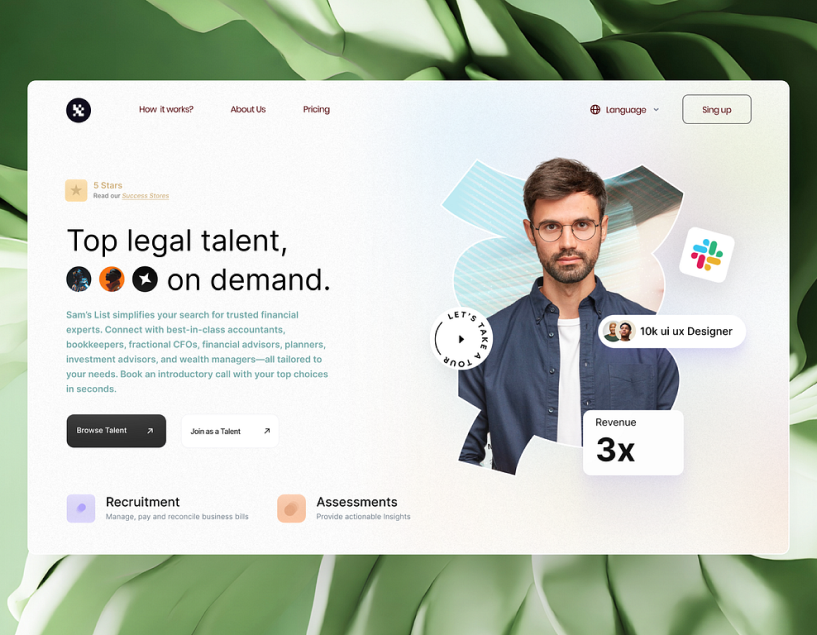 How it works?
About Us
Pricing
Language
Sing up
5 Stars
Read our Success Stores
Top legal talent,
on demand.
Sam's List simplifies your search for trusted financial
experts. Connect with best-in-class accountants,
bookkeepers, fractional CFOs, financial advisors, planners,
investment advisors, and wealth managers—all tailored to
your needs. Book an introductory call with your top choices
in seconds.
Browse Talent
Join as a Talent
LET'S TAKE A TOUR
10k ui ux Designer
Revenue
3x
Recruitment
Manage, pay and reconcile business bills
Assessments
Provide actionable insights